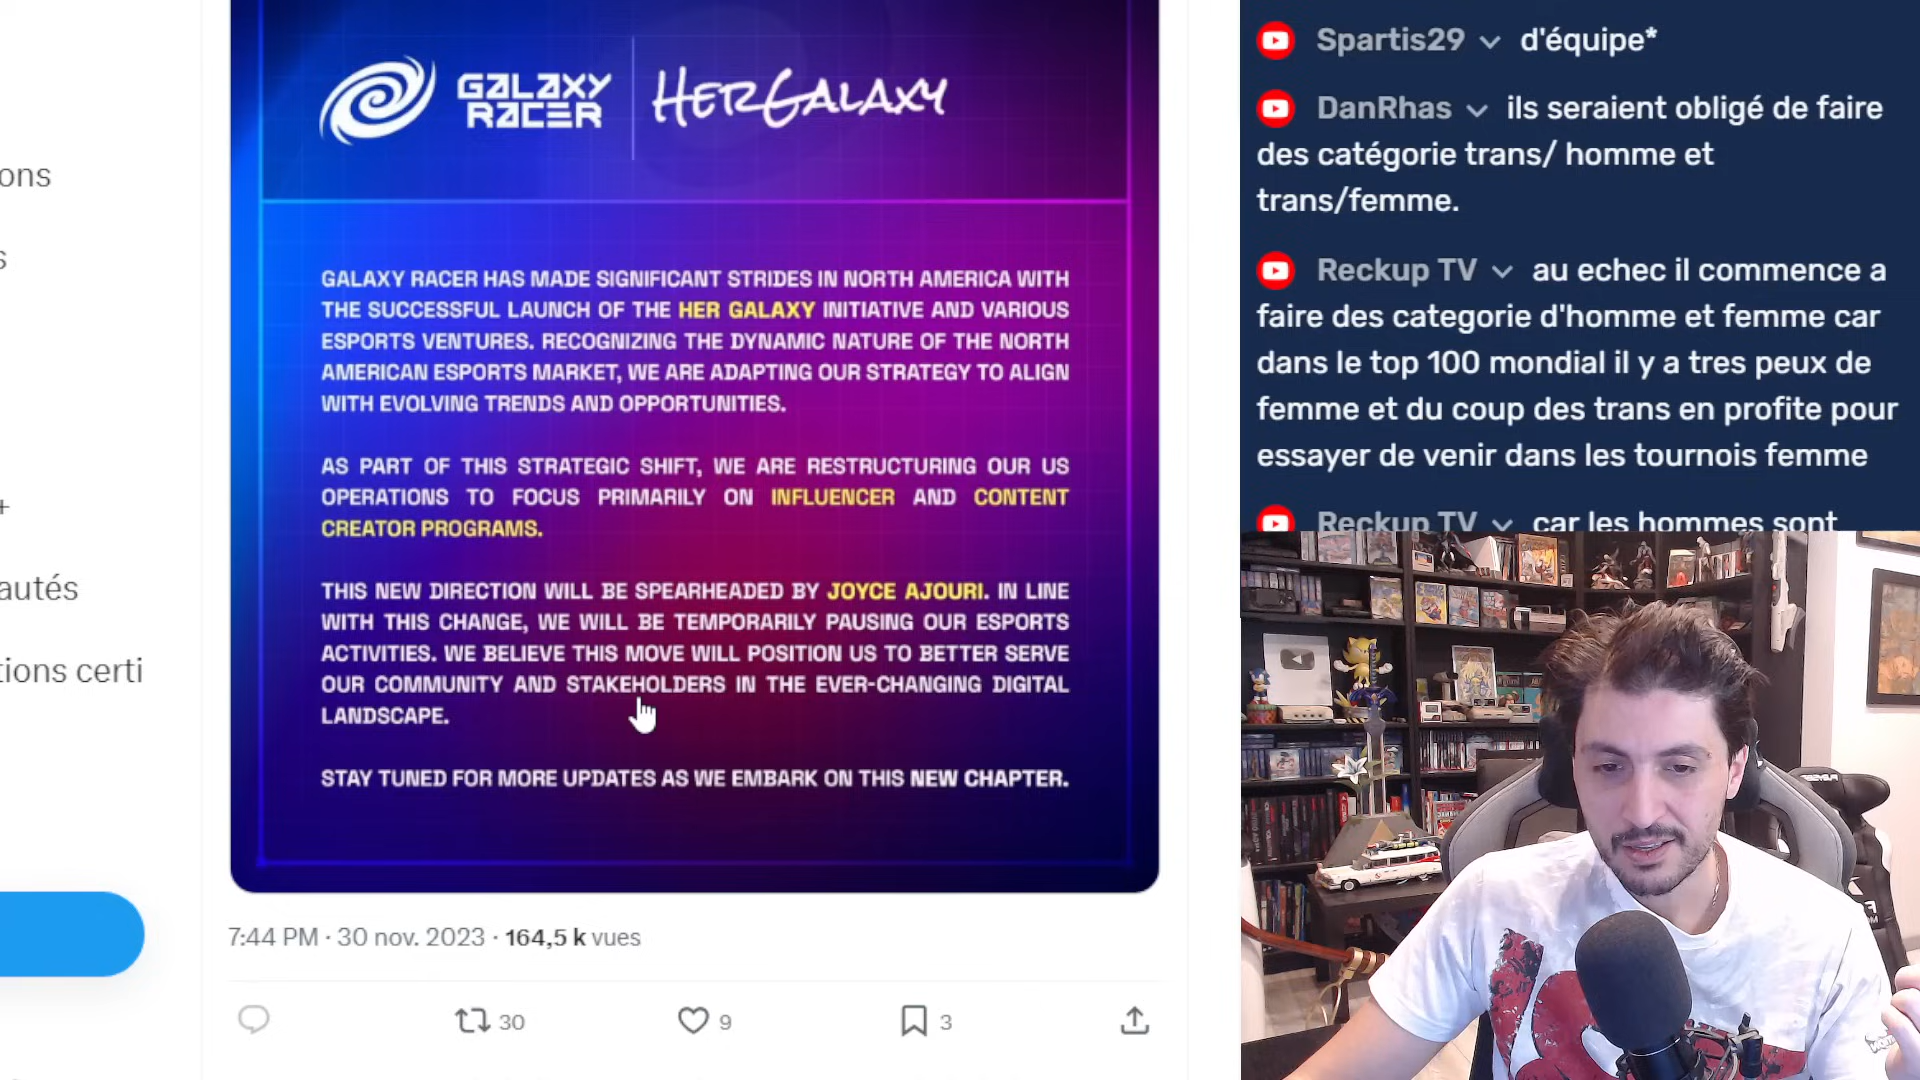 ons
s
+
autés
tions certi
GALAXY
RACER
HERGALAXY
GALAXY RACER HAS MADE SIGNIFICANT STRIDES IN NORTH AMERICA WITH
THE SUCCESSFUL LAUNCH OF THE HER GALAXY INITIATIVE AND VARIOUS
ESPORTS VENTURES. RECOGNIZING THE DYNAMIC NATURE OF THE NORTH
AMERICAN ESPORTS MARKET, WE ARE ADAPTING OUR STRATEGY TO ALIGN
WITH EVOLVING TRENDS AND OPPORTUNITIES.
AS PART OF THIS STRATEGIC SHIFT, WE ARE RESTRUCTURING OUR US
OPERATIONS TO FOCUS PRIMARILY ON INFLUENCER AND CONTENT
CREATOR PROGRAMS.
THIS NEW DIRECTION WILL BE SPEARHEADED BY JOYCE AJOURI. IN LINE
WITH THIS CHANGE, WE WILL BE TEMPORARILY PAUSING OUR ESPORTS
ACTIVITIES. WE BELIEVE THIS MOVE WILL POSITION US TO BETTER SERVE
OUR COMMUNITY AND STAKEHOLDERS IN THE EVER-CHANGING DIGITAL
LANDSCAPE.
STAY TUNED FOR MORE UPDATES AS WE EMBARK ON THIS NEW CHAPTER.
7:44 PM · 30 nov. 2023 · 164,5 k vues
30
9
3
Spartis29 d'équipe*
DanRhas ils seraient obligé de faire
des catégorie trans/ homme et
trans/femme.
Reckup TV au echec il commence a
faire des categorie d'homme et femme car
dans le top 100 mondial il y a tres peux de
femme et du coup des trans en profite pour
essayer de venir dans les tournois femme
Reckup TV car les hommes sont